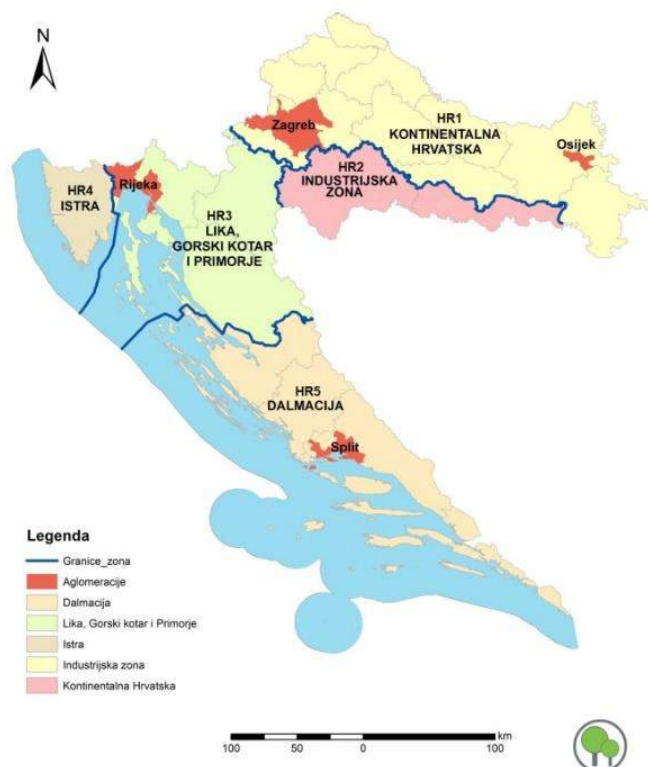 N
Zagreb
HR1
KONTINENTALNA
HRVATSKA
Osijek
HR2
INDUSTRIJSKA
ZONA
HR4
ISTRA
Rijeka
HR3
LIKA,
GORSKI KOTAR
I PRIMORJE
HR5
DALMACIJA
Split
Legenda
Granice_zona
Aglomeracije
Dalmacija
Lika, Gorski kotar i Primorje
Istra
Industrijska zona
Kontinentalna Hrvatska
km
100 50 0 100